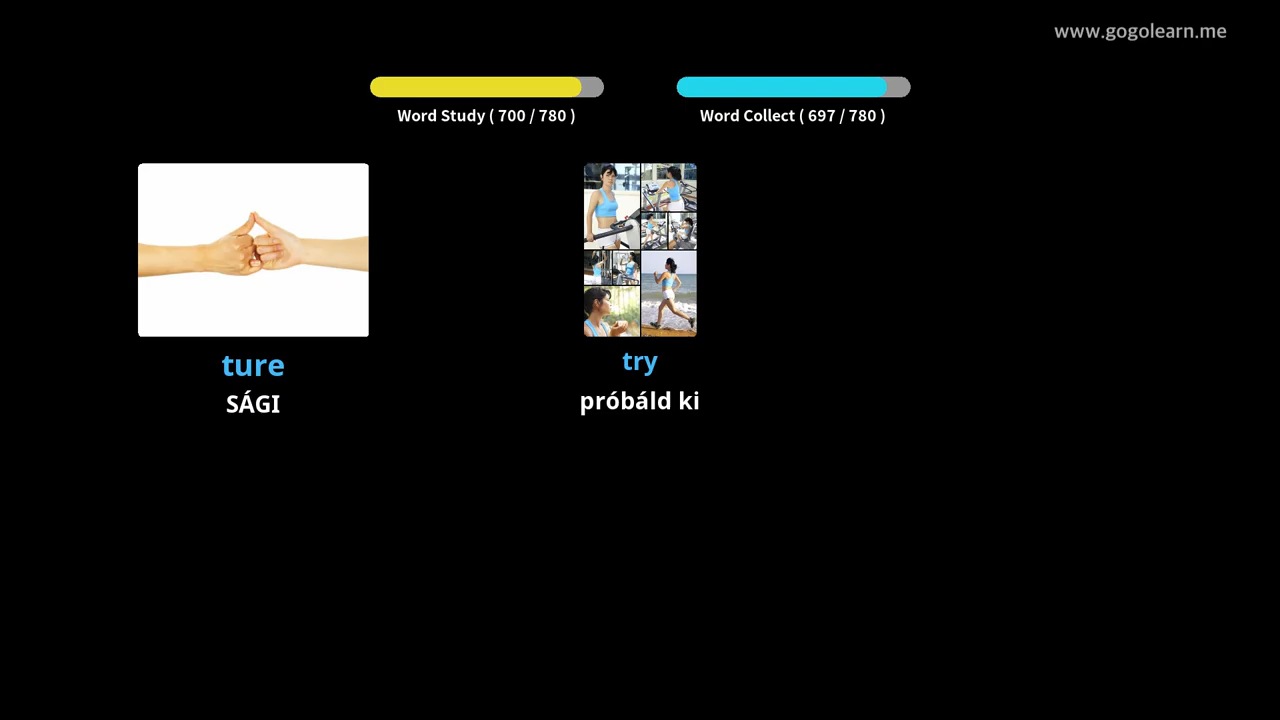 www.gogolearn.me
Word Study ( 700 / 780 )
Word Collect ( 697 / 780 )
ture
SÁGI
try
próbáld ki